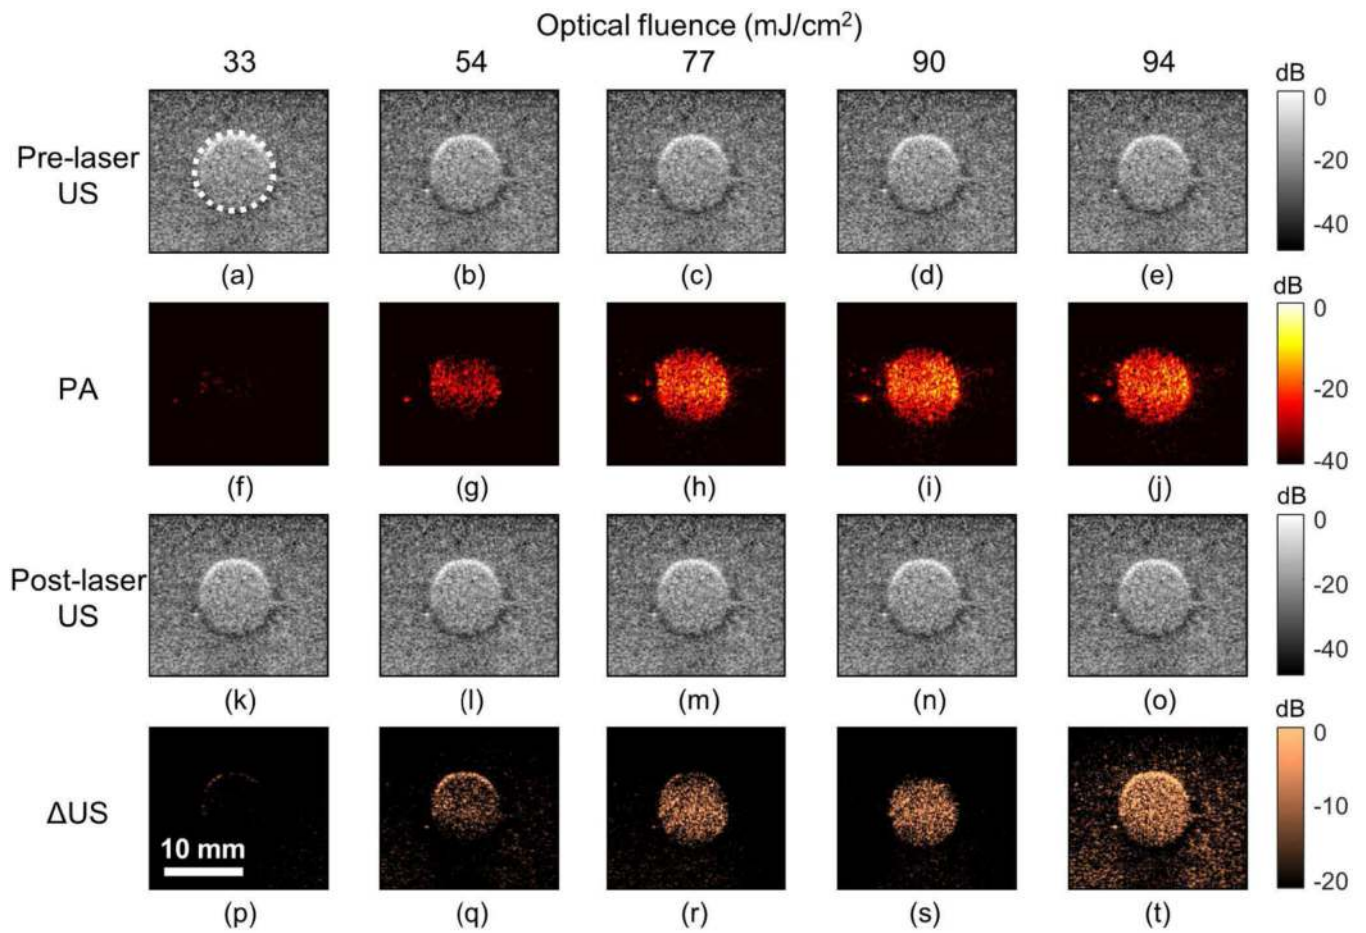 Optical fluence (mJ/cm²)
33 54 77 90 94
dB
0
-20
-40
Pre-laser
US
(a) (b) (c) (d) (e)
dB
0
-20
-40
PA
(f) (g) (h) (i) (j)
dB
0
-20
-40
Post-laser
US
(k) (l) (m) (n) (o)
dB
0
-10
-20
ΔUS
10 mm
(p) (q) (r) (s) (t)